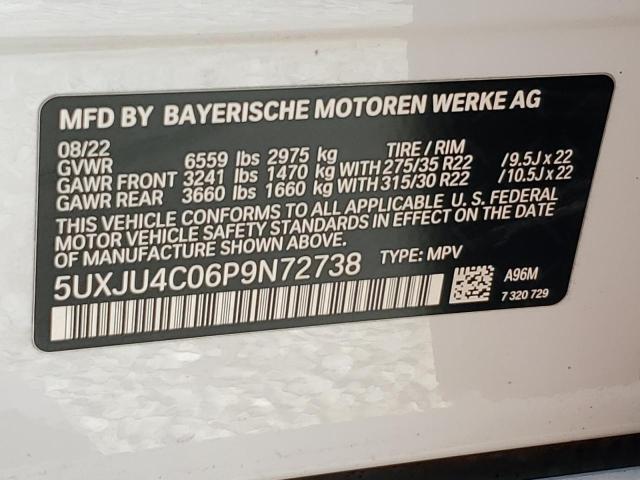 MFD BY BAYERISCHE MOTOREN WERKE AG
08/22 TIRE / RIM
GVWR 6559 lbs 2975 kg
GAWR FRONT 3241 lbs 1470 kg WITH 275/35 R22 /9.5J x 22
GAWR REAR 3660 lbs 1660 kg WITH 315/30 R22 /10.5J x 22
THIS VEHICLE CONFORMS TO ALL APPLICABLE U.S. FEDERAL
MOTOR VEHICLE SAFETY STANDARDS IN EFFECT ON THE DATE
OF MANUFACTURE SHOWN ABOVE.
5UXJU4C06P9N72738 TYPE: MPV
A96M
7 320 729